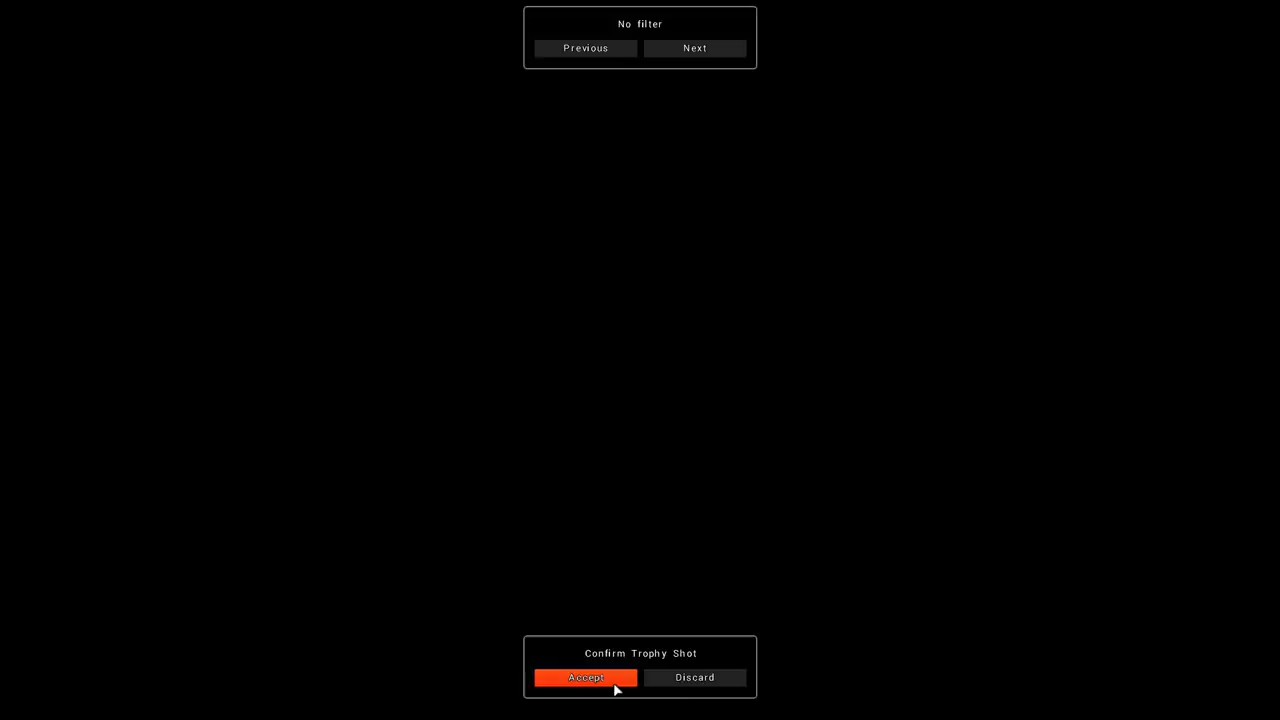 No filter
Previous Next
Confirm Trophy Shot
Accept Discard